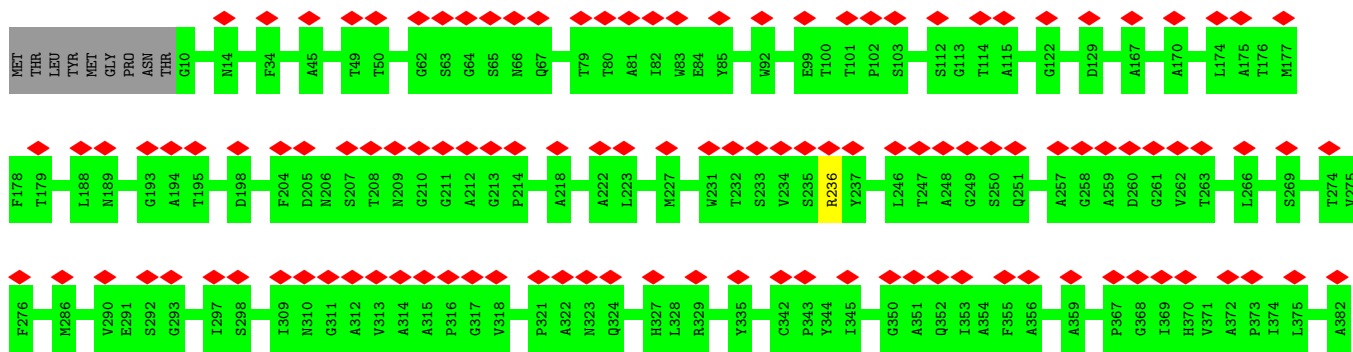 MET THR LEU TYR MET GLY PRO ASN THR G10 N14 F34 A45 T49 T50 G62 S63 G64 S65 N66 Q67 T79 T80 A81 I82 W83 E84 Y85 W92 E99 T100 T101 P102 S103 S112 G113 T114 A115 G122 D129 A167 A170 L174 A175 T176 M177
F178 T179 L188 N189 G193 A194 T195 D198 F204 D205 N206 S207 T208 N209 G210 G211 A212 G213 P214 A218 A222 L223 M227 W231 T232 S233 V234 S235 R236 Y237 L246 T247 A248 G249 S250 Q251 A257 G258 A259 D260 G261 V262 T263 L266 S269 T274 V275
F276 M286 V290 E291 S292 G293 I297 S298 I309 N310 G311 A312 V313 A314 A315 P316 G317 V318 P321 A322 N323 Q324 H327 L328 R329 Y335 C342 P343 Y344 I345 G350 A351 Q352 I353 A354 F355 A356 A359 P367 G368 I369 H370 V371 A372 P373 I374 L375 A382